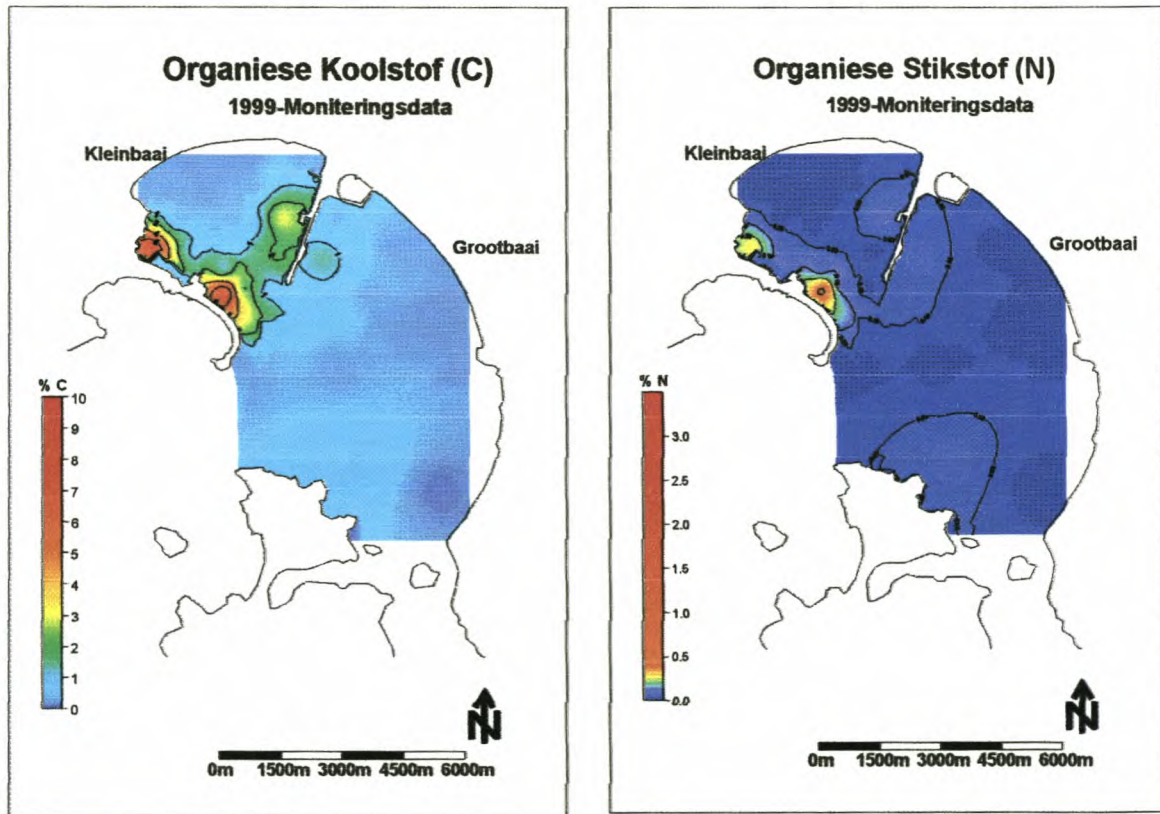 Organiese Koolstof (C)
1999-Moniteringsdata
Kleinbaai
Grootbaai
% C
10
9
8
7
6
5
4
3
2
1
0
N
0m 1500m 3000m 4500m 6000m
Organiese Stikstof (N)
1999-Moniteringsdata
Kleinbaai
Grootbaai
% N
3.0
2.5
2.0
1.5
1.0
0.5
0.0
N
0m 1500m 3000m 4500m 6000m